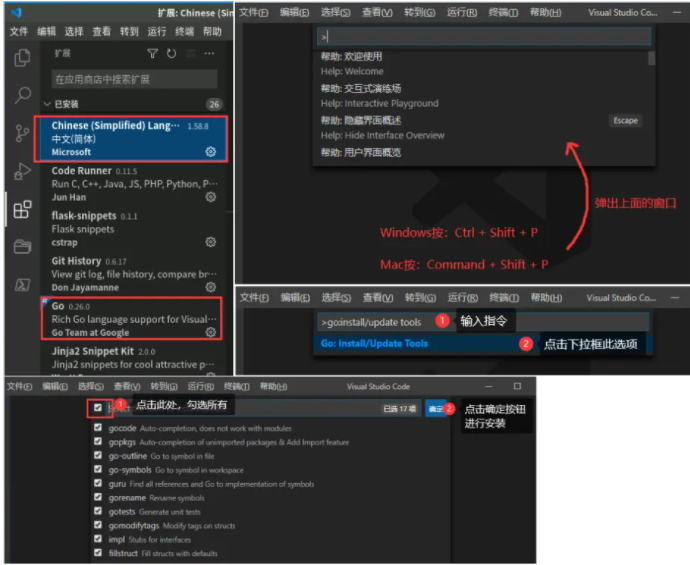 扩展: Chinese (Sim
文件 编辑 选择 查看 转到 运行 终端 帮助
扩展
在应用商店中搜索扩展
已安装 26
Chinese (Simplified) Lang··· 1.58.8
中文(简体)
Microsoft
Code Runner 0.11.5
Run C, C++, Java, JS, PHP, Python, P···
Jun Han
flask-snippets 0.1.1
Flask snippets
cstrap
Git History 0.6.17
View git log, file history, compare br···
Don Jayamanne
Go 0.26.0
Rich Go language support for Visual···
Go Team at Google
Jinja2 Snippet Kit 2.0.0
Jinja2 snippets for cool attractive p···
文件(F) 编辑(E) 选择(S) 查看(V) 转到(G) 运行(R) 终端(T) 帮助(H) Visual Studio Co...
>
帮助: 欢迎使用
Help: Welcome
帮助: 交互式演练场
Help: Interactive Playground
帮助: 隐藏界面概述 Escape
Help: Hide Interface Overview
帮助: 用户界面概览
弹出上面的窗口
Windows按: Ctrl + Shift + P
Mac按: Command + Shift + P
文件(F) 编辑(E) 选择(S) 查看(V) 转到(G) 运行(R) 终端(T) 帮助(H) Visual Studio Co...
>go:install/update tools 1 输入指令
Go: Install/Update Tools 2 点击下拉框此选项
文件(F) 编辑(E) 选择(S) 查看(V) 转到(G) 运行(R) 终端(T) 帮助(H) Visual Studio Code
1 点击此处，勾选所有 已选 17 项 确定 2 点击确定按钮
进行安装
gocode Auto-completion, does not work with modules
gopkgs Auto-completion of unimported packages & Add Import feature
go-outline Go to symbol in file
go-symbols Go to symbol in workspace
guru Find all references and Go to implementation of symbols
gorename Rename symbols
gotests Generate unit tests
gomodifytags Modify tags on structs
impl Stubs for interfaces
fillstruct Fill structs with defaults